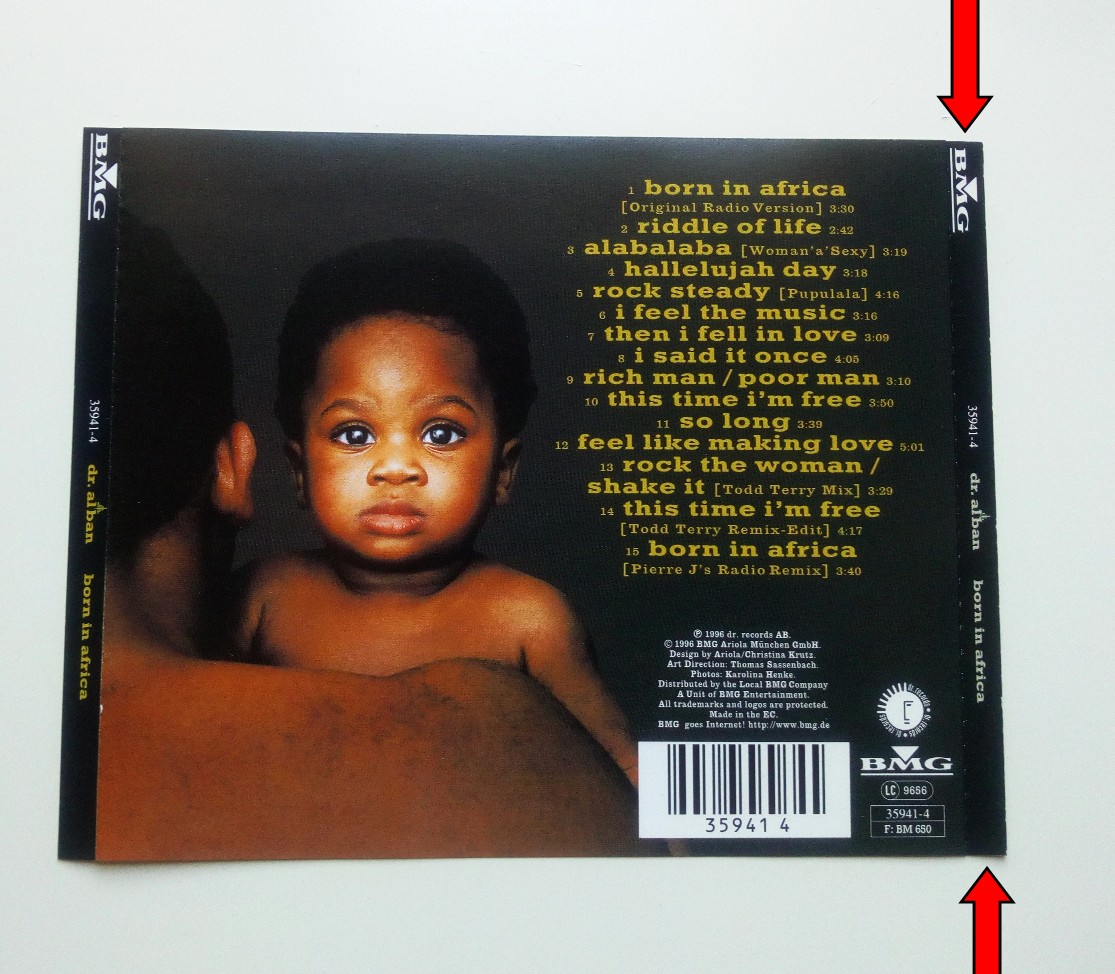 BMG
35941-4
dr. alban
born in africa
1 born in africa
[Original Radio Version] 3:30
2 riddle of life 2:42
3 alabalaba [Woman'a'Sexy] 3:19
4 hallelujah day 3:18
5 rock steady [Pupulala] 4:16
6 i feel the music 3:16
7 then i fell in love 3:09
8 i said it once 4:05
9 rich man / poor man 3:10
10 this time i'm free 3:50
11 so long 3:39
12 feel like making love 5:01
13 rock the woman /
shake it [Todd Terry Mix] 3:29
14 this time i'm free
[Todd Terry Remix-Edit] 4:17
15 born in africa
[Pierre J's Radio Remix] 3:40
℗ 1996 dr. records AB.
© 1996 BMG Ariola München GmbH.
Design by Ariola/Christina Krutz.
Art Direction: Thomas Sassenbach.
Photos: Karolina Henke.
Distributed by the Local BMG Company
A Unit of BMG Entertainment.
All trademarks and logos are protected.
Made in the EC.
BMG goes Internet! http://www.bmg.de
35941 4
dr. records • dr. records • dr. records
BMG
LC 9656
35941-4
F: BM 650
BMG
35941-4
dr. alban
born in africa